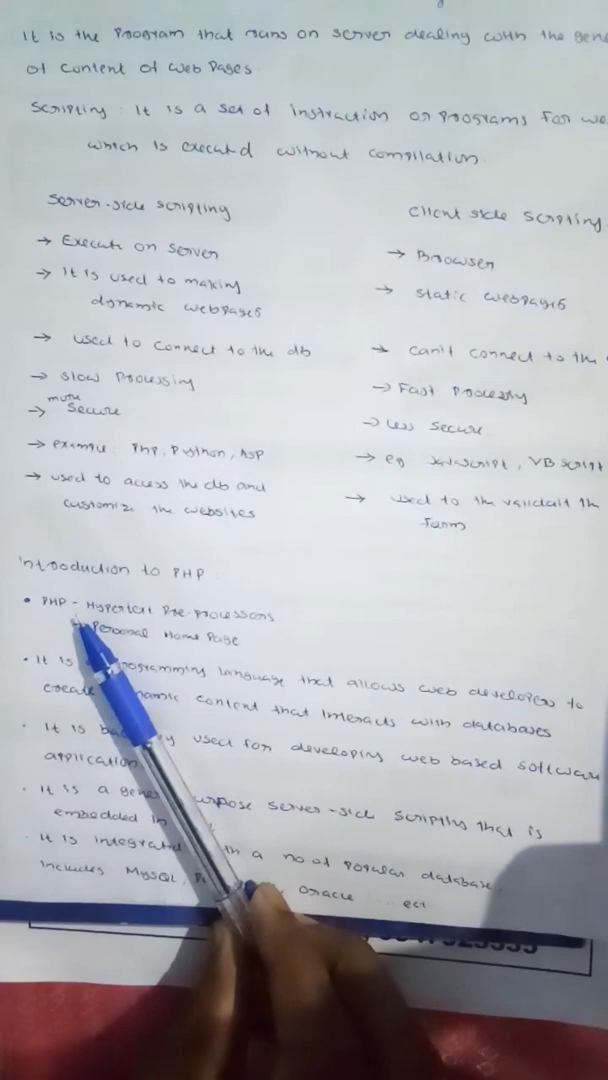 It is the Program that runs on server dealing with the gene
of content of web Pages.
Scripting : It is a set of instruction or programs for we
which is executed without compilation.
Server-side scripting
→ Execute on server
→ It is used to making
dynamic webpages
→ used to connect to the db
→ slow Processing
→ more Secure
→ example: Php, Python, ASP
→ used to access the db and
customize the websites
Client side Scripting
→ Browser
→ static webpages
→ can't connect to the
→ Fast Processing
→ less secure
→ eg JavaScript, VB Script
→ used to the validait the
Form
Introduction to PHP
• PHP - Hypertext Pre-processors
Personal Home Page
• It is programming language that allows web developers to
create content that Interacts with databases
• It is used for developing web based software
application
• It is a server-side scripting that is
embedded in
• It is integrated a no of Popular database.
Includes MySQL, Oracle ... ect.